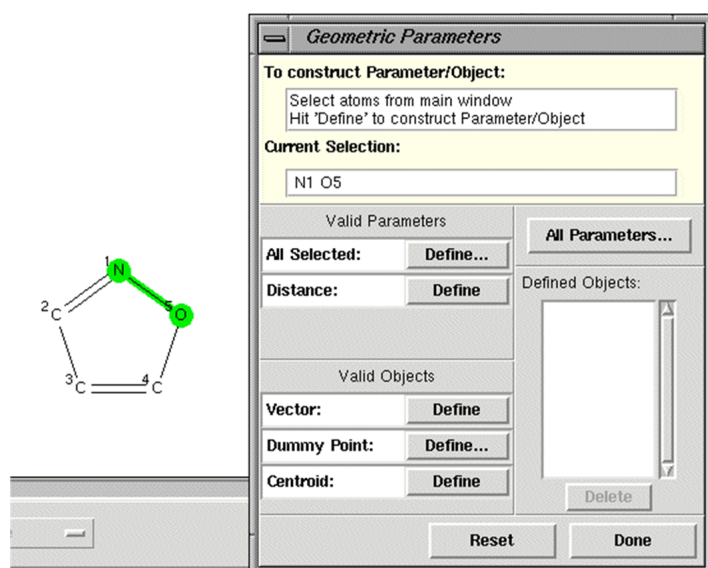 Geometric Parameters
To construct Parameter/Object:
Select atoms from main window
Hit 'Define' to construct Parameter/Object
Current Selection:
N1 O5
Valid Parameters
All Selected: Define...
Distance: Define
All Parameters...
Defined Objects:
Valid Objects
Vector: Define
Dummy Point: Define...
Centroid: Define
Delete
Reset Done
1 N
2 C
5 O
3 C
4 C